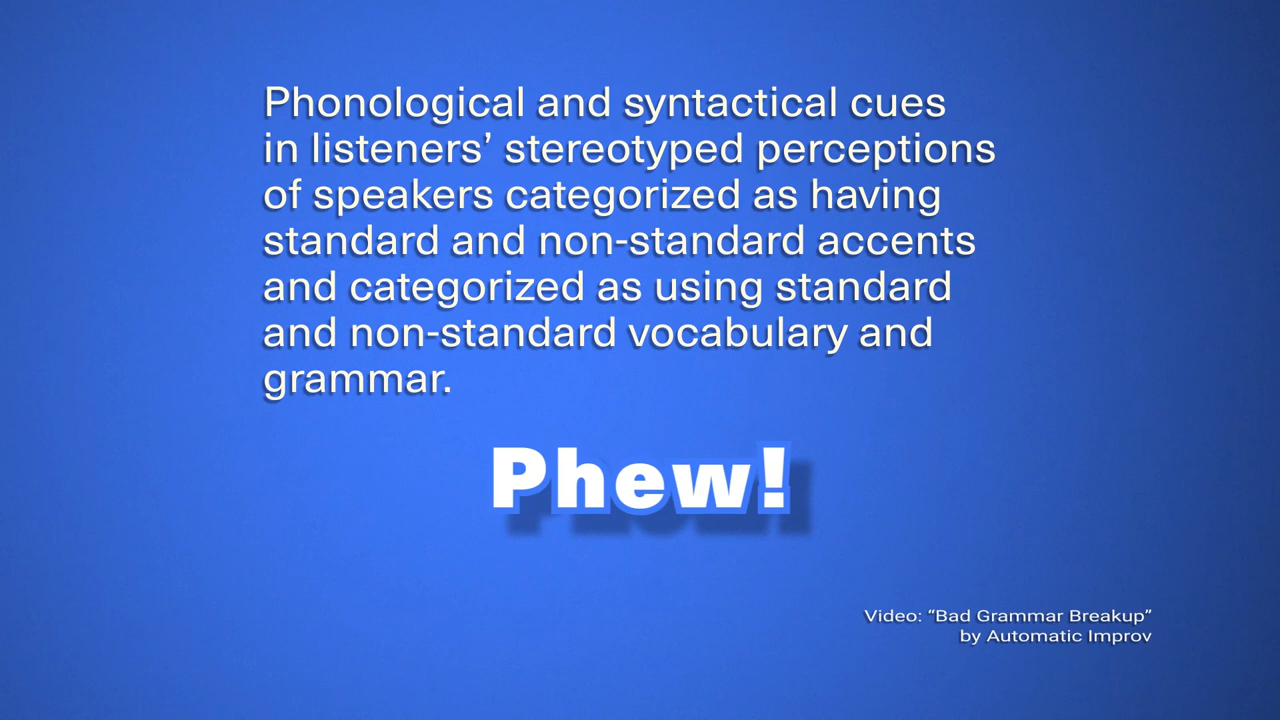 Phonological and syntactical cues
in listeners’ stereotyped perceptions
of speakers categorized as having
standard and non-standard accents
and categorized as using standard
and non-standard vocabulary and
grammar.
Phew!
Video: “Bad Grammar Breakup”
by Automatic Improv